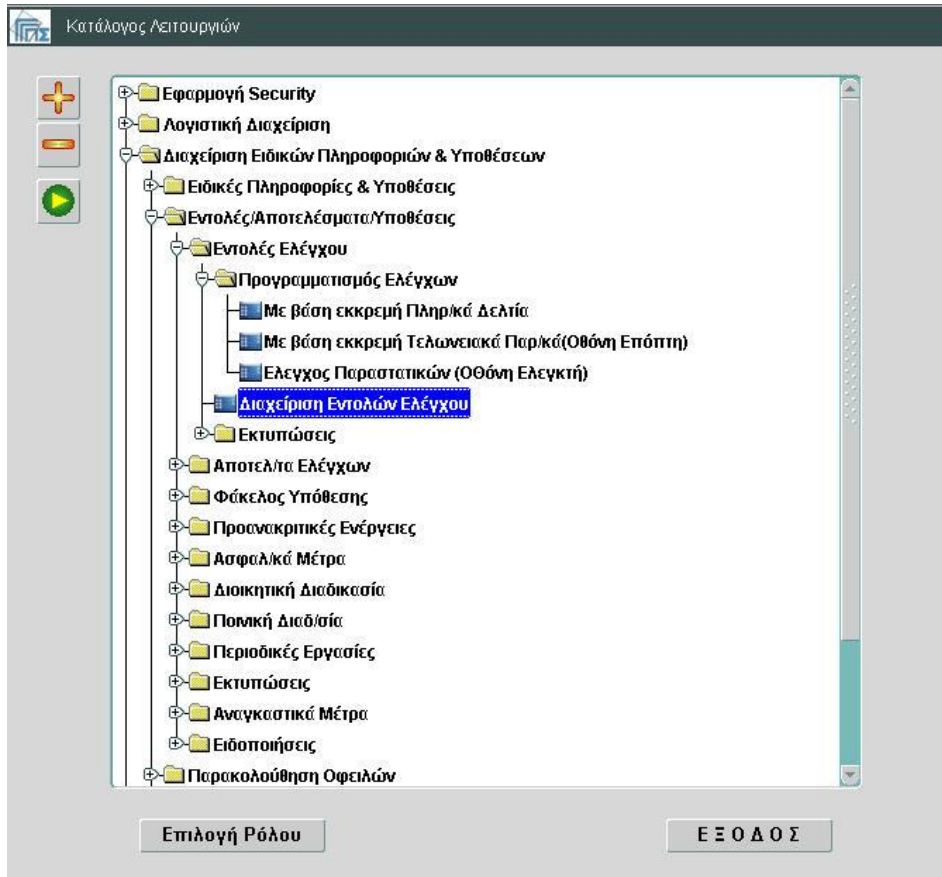 ΓΓΠΣ Κατάλογος Λειτουργιών
Εφαρμογή Security
Λογιστική Διαχείριση
Διαχείριση Ειδικών Πληροφοριών & Υποθέσεων
Ειδικές Πληροφορίες & Υποθέσεις
Εντολές/Αποτελέσματα/Υποθέσεις
Εντολές Ελέγχου
Προγραμματισμός Ελέγχων
Με βάση εκκρεμή Πληρ/κά Δελτία
Με βάση εκκρεμή Τελωνειακά Παρ/κά(Οθόνη Επόπτη)
Ελεγχος Παραστατικών (Οθόνη Ελεγκτή)
Διαχείριση Εντολών Ελέγχου
Εκτυπώσεις
Αποτελ/τα Ελέγχων
Φάκελος Υπόθεσης
Προανακριτικές Ενέργειες
Ασφαλ/κά Μέτρα
Διοικητική Διαδικασία
Ποινική Διαδ/σία
Περιοδικές Εργασίες
Εκτυπώσεις
Αναγκαστικά Μέτρα
Ειδοποιήσεις
Παρακολούθηση Οφειλών
Επιλογή Ρόλου
Ε Ξ Ο Δ Ο Σ